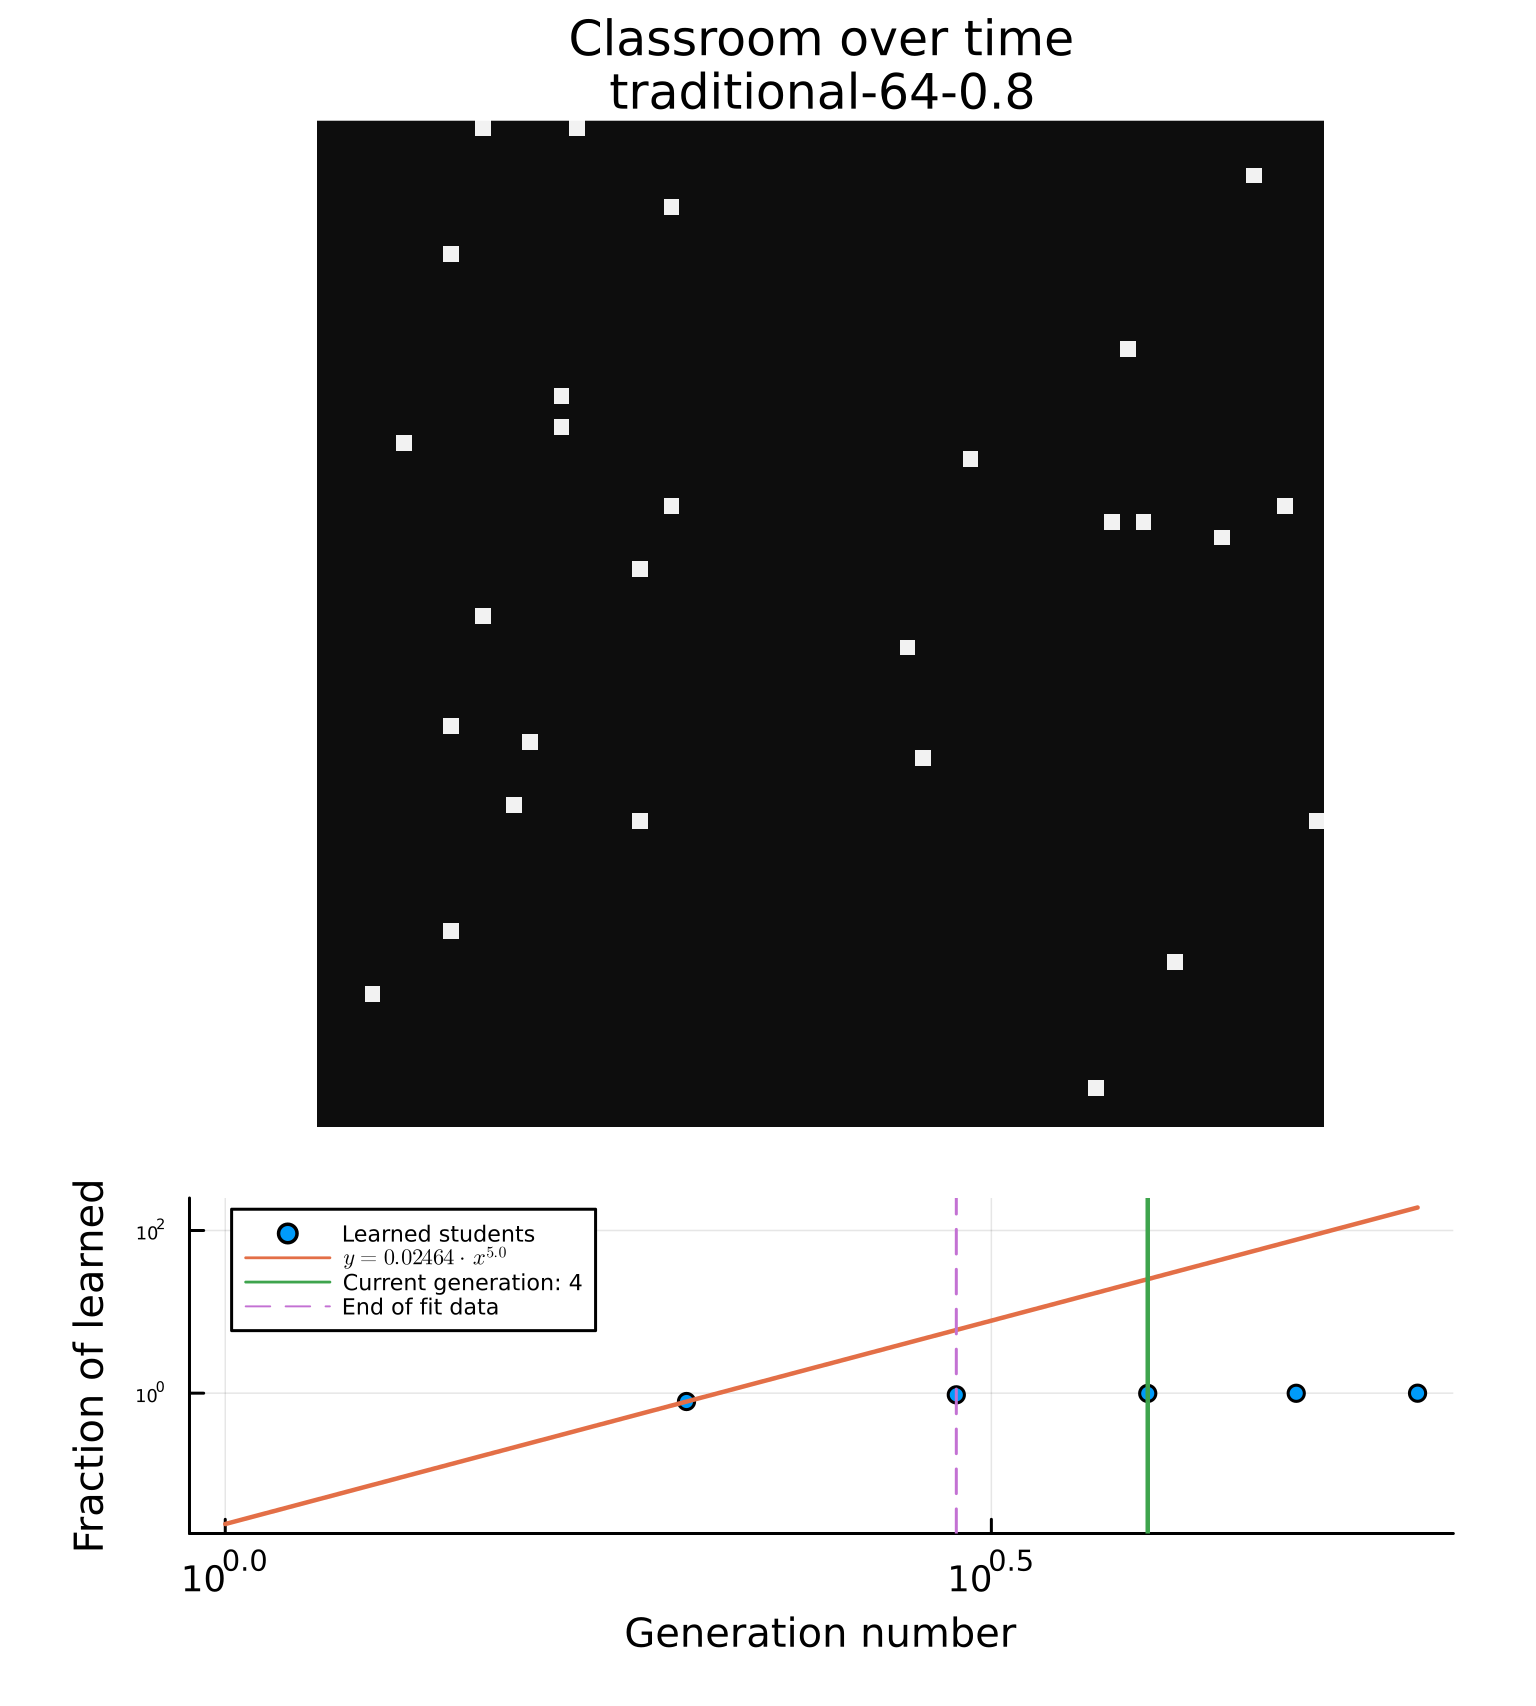 Classroom over time
traditional-64-0.8
Fraction of learned
10^2
10^0
Learned students
y = 0.02464 · x^5.0
Current generation: 4
End of fit data
10^0.0
10^0.5
Generation number